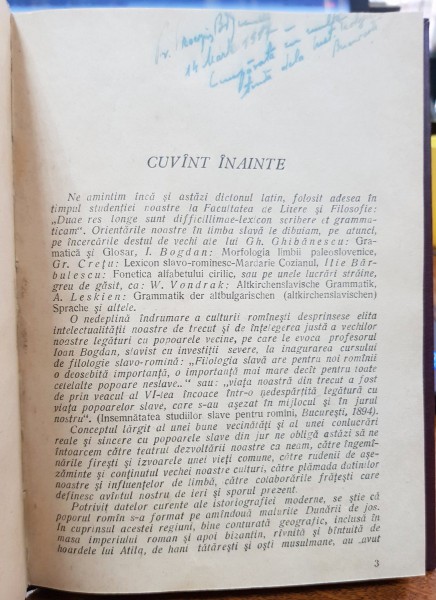 14 Martie
CUVÎNT ÎNAINTE
Ne amintim încă și astăzi dictonul latin, folosit adesea în
timpul studenției noastre la Facultatea de Litere și Filosofie:
„Duae res longe sunt difficillimae-lexicon scribere et gramma-
ticam“. Orientările noastre în limba slavă le dibuiam, pe atunci,
pe încercările destul de vechi ale lui Gh. Ghibănescu: Gra-
matică și Glosar, I. Bogdan: Morfologia limbii paleoslovenice,
Gr. Crețu: Lexicon slavo-romînesc-Mardarie Cozianul, Ilie Băr-
bulescu: Fonetica alfabetului cirilic, sau pe unele lucrări străine,
greu de găsit, ca: W. Vondrak: Altkirchenslavische Grammatik,
A. Leskien: Grammatik der altbulgarischen (altkirchenslavischen)
Sprache și altele.
O nedeplină îndrumare a culturii romînești desprinsese elita
intelectualității noastre de trecut și de înțelegerea justă a vechilor
noastre legături cu popoarele vecine, pe care le evoca profesorul
Ioan Bogdan, slavist cu investiții severe, la inagurarea cursului
de filologie slavo-romînă: „Filologia slavă are pentru noi romînii
o deosebită importanță, o importanță mai mare decît pentru toate
celelalte popoare neslave..“ sau: „viața noastră din trecut a fost
de prin veacul al VI-lea încoace într-o nedespărțită legătură cu
viața popoarelor slave, care s-au așezat în mijlocul și în jurul
nostru“. (Insemnătatea studiilor slave pentru romîni, București, 1894).
Conceptul lărgit al unei bune vecinătăți și al unei conlucrări
reale și sincere cu popoarele slave din jur ne obligă astăzi să ne
întoarcem către teatrul dezvoltării noastre ca neam, către îngemî-
nările firești și izvoarele unei vieți comune, către rudenii de așe-
zăminte și conținutul vechei noastre culturi, către plămada datinilor
noastre și influențelor de limbă, către colaborările frățești care
definesc avîntul nostru de ieri și sporul prezent.
Potrivit datelor curente ale istoriografiei moderne, se știe că
poporul romîn s-a format pe amîndouă malurile Dunării de jos.
In cuprinsul acestei regiuni, bine conturată geografic, inclusă în
masa imperiului roman și apoi bizantin, rîvnită și bîntuită de
hoardele lui Atila, de hani tătărești și oști musulmane, au avut
3